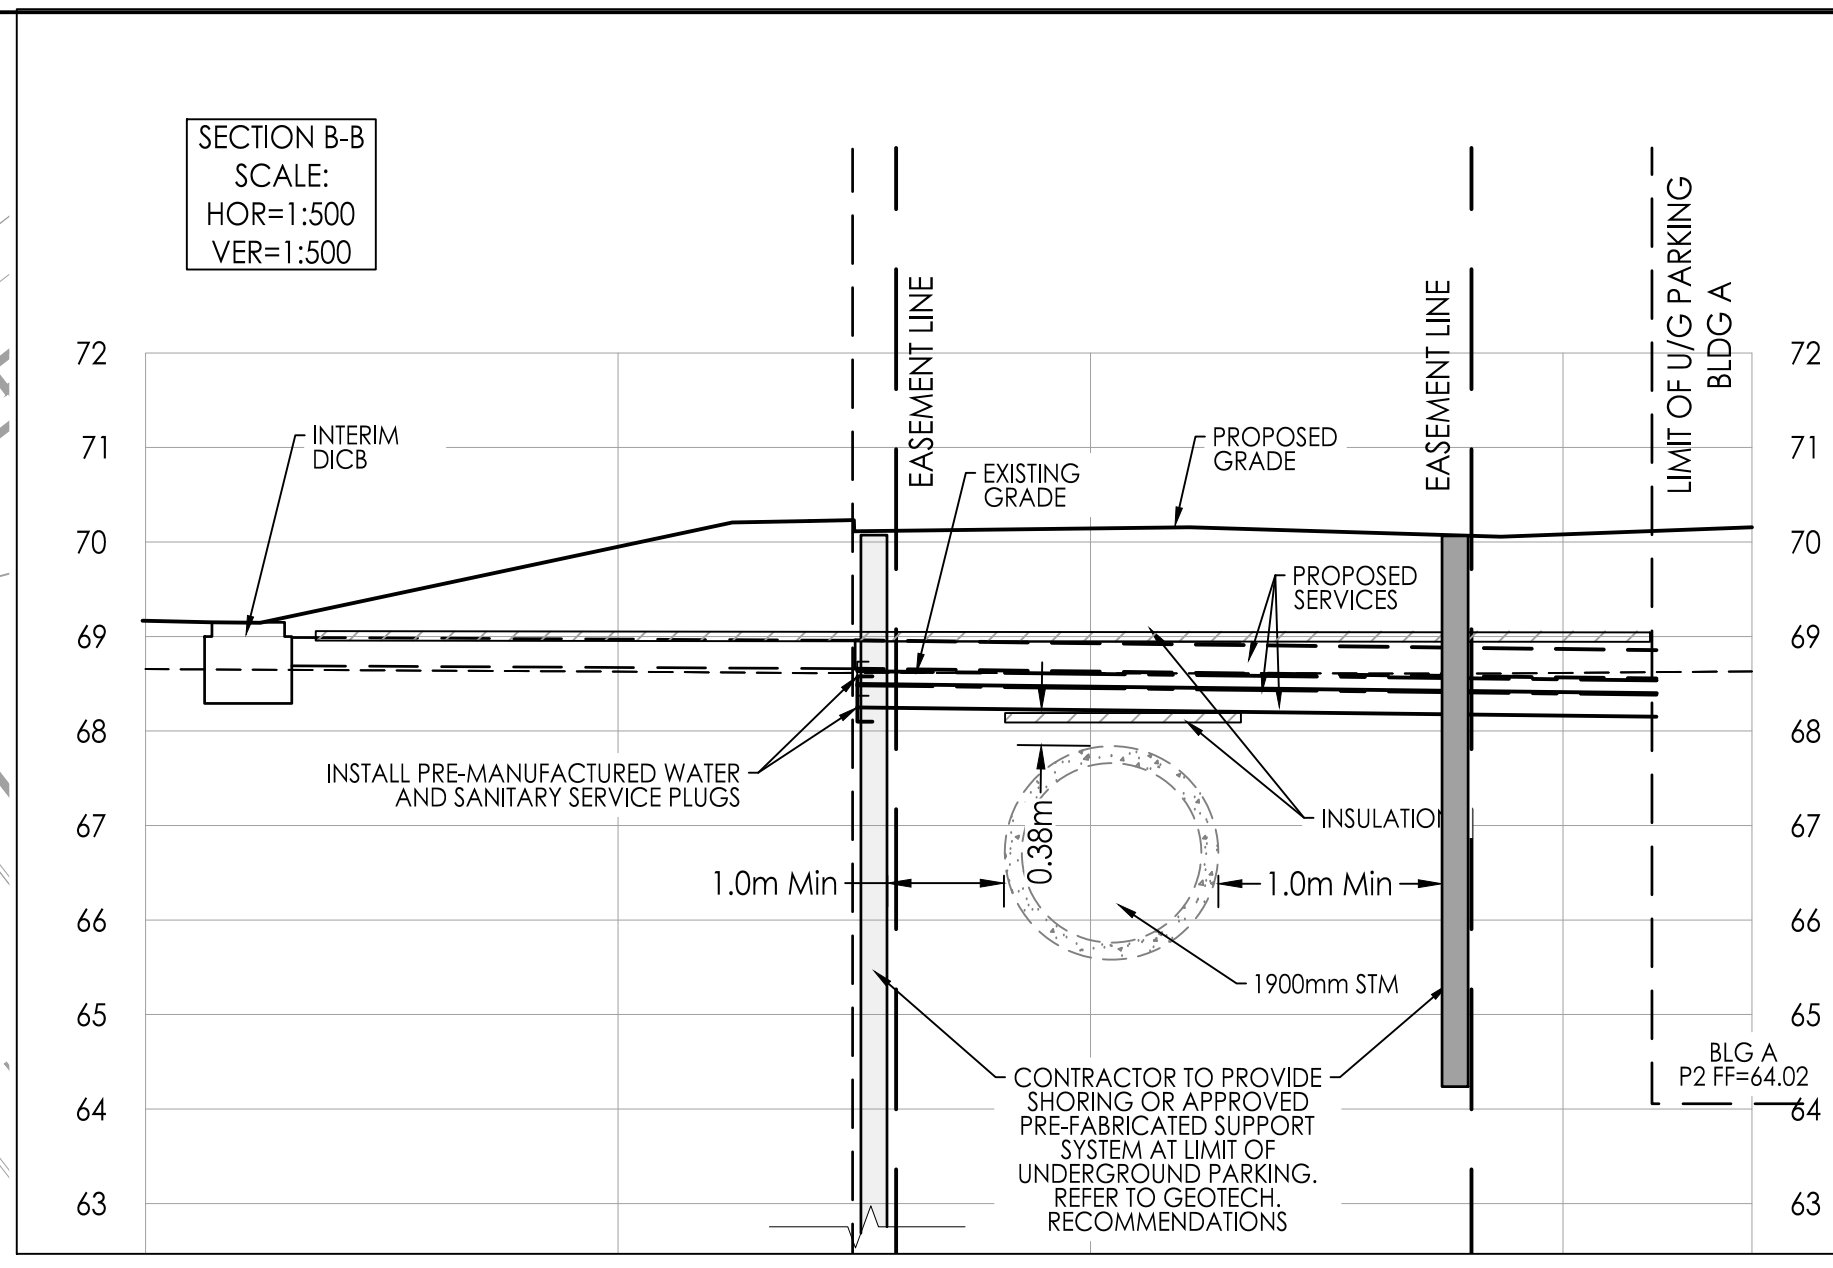 SECTION B-B
SCALE:
HOR=1:500
VER=1:500
EASEMENT LINE
EASEMENT LINE
LIMIT OF U/G PARKING
BLDG A
72
72
INTERIM
DICB
PROPOSED
GRADE
71
71
EXISTING
GRADE
70
70
PROPOSED
SERVICES
69
69
68
68
INSTALL PRE-MANUFACTURED WATER
AND SANITARY SERVICE PLUGS
INSULATION
67
67
0.38m
1.0m Min
1.0m Min
66
66
1900mm STM
65
65
BLG A
P2 FF=64.02
CONTRACTOR TO PROVIDE
SHORING OR APPROVED
PRE-FABRICATED SUPPORT
SYSTEM AT LIMIT OF
UNDERGROUND PARKING.
REFER TO GEOTECH.
RECOMMENDATIONS
64
64
63
63